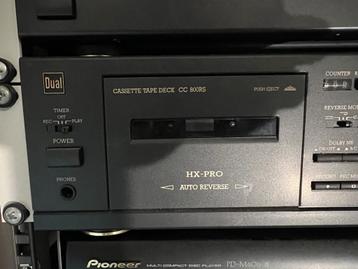 Dual
CASSETTE TAPE DECK CC 800RS
PUSH EJECT
COUNTER
TIMER
OFF
REC PLAY
REVERSE
POWER
DOLBY NR
PHONES
HX-PRO
AUTO REVERSE
Pioneer
MULTI COMPACT DISC PLAYER